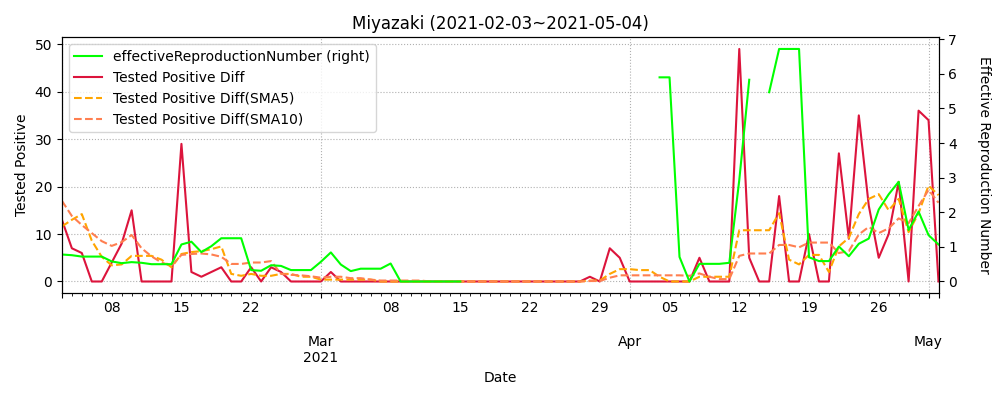 Miyazaki (2021-02-03~2021-05-04)
effectiveReproductionNumber (right)
Tested Positive Diff
Tested Positive Diff(SMA5)
Tested Positive Diff(SMA10)
Tested Positive
50
40
30
20
10
0
7
6
5
4
3
2
1
0
Effective Reproduction Number
08
15
22
08
15
22
29
05
12
19
26
Mar
2021
Apr
May
Date